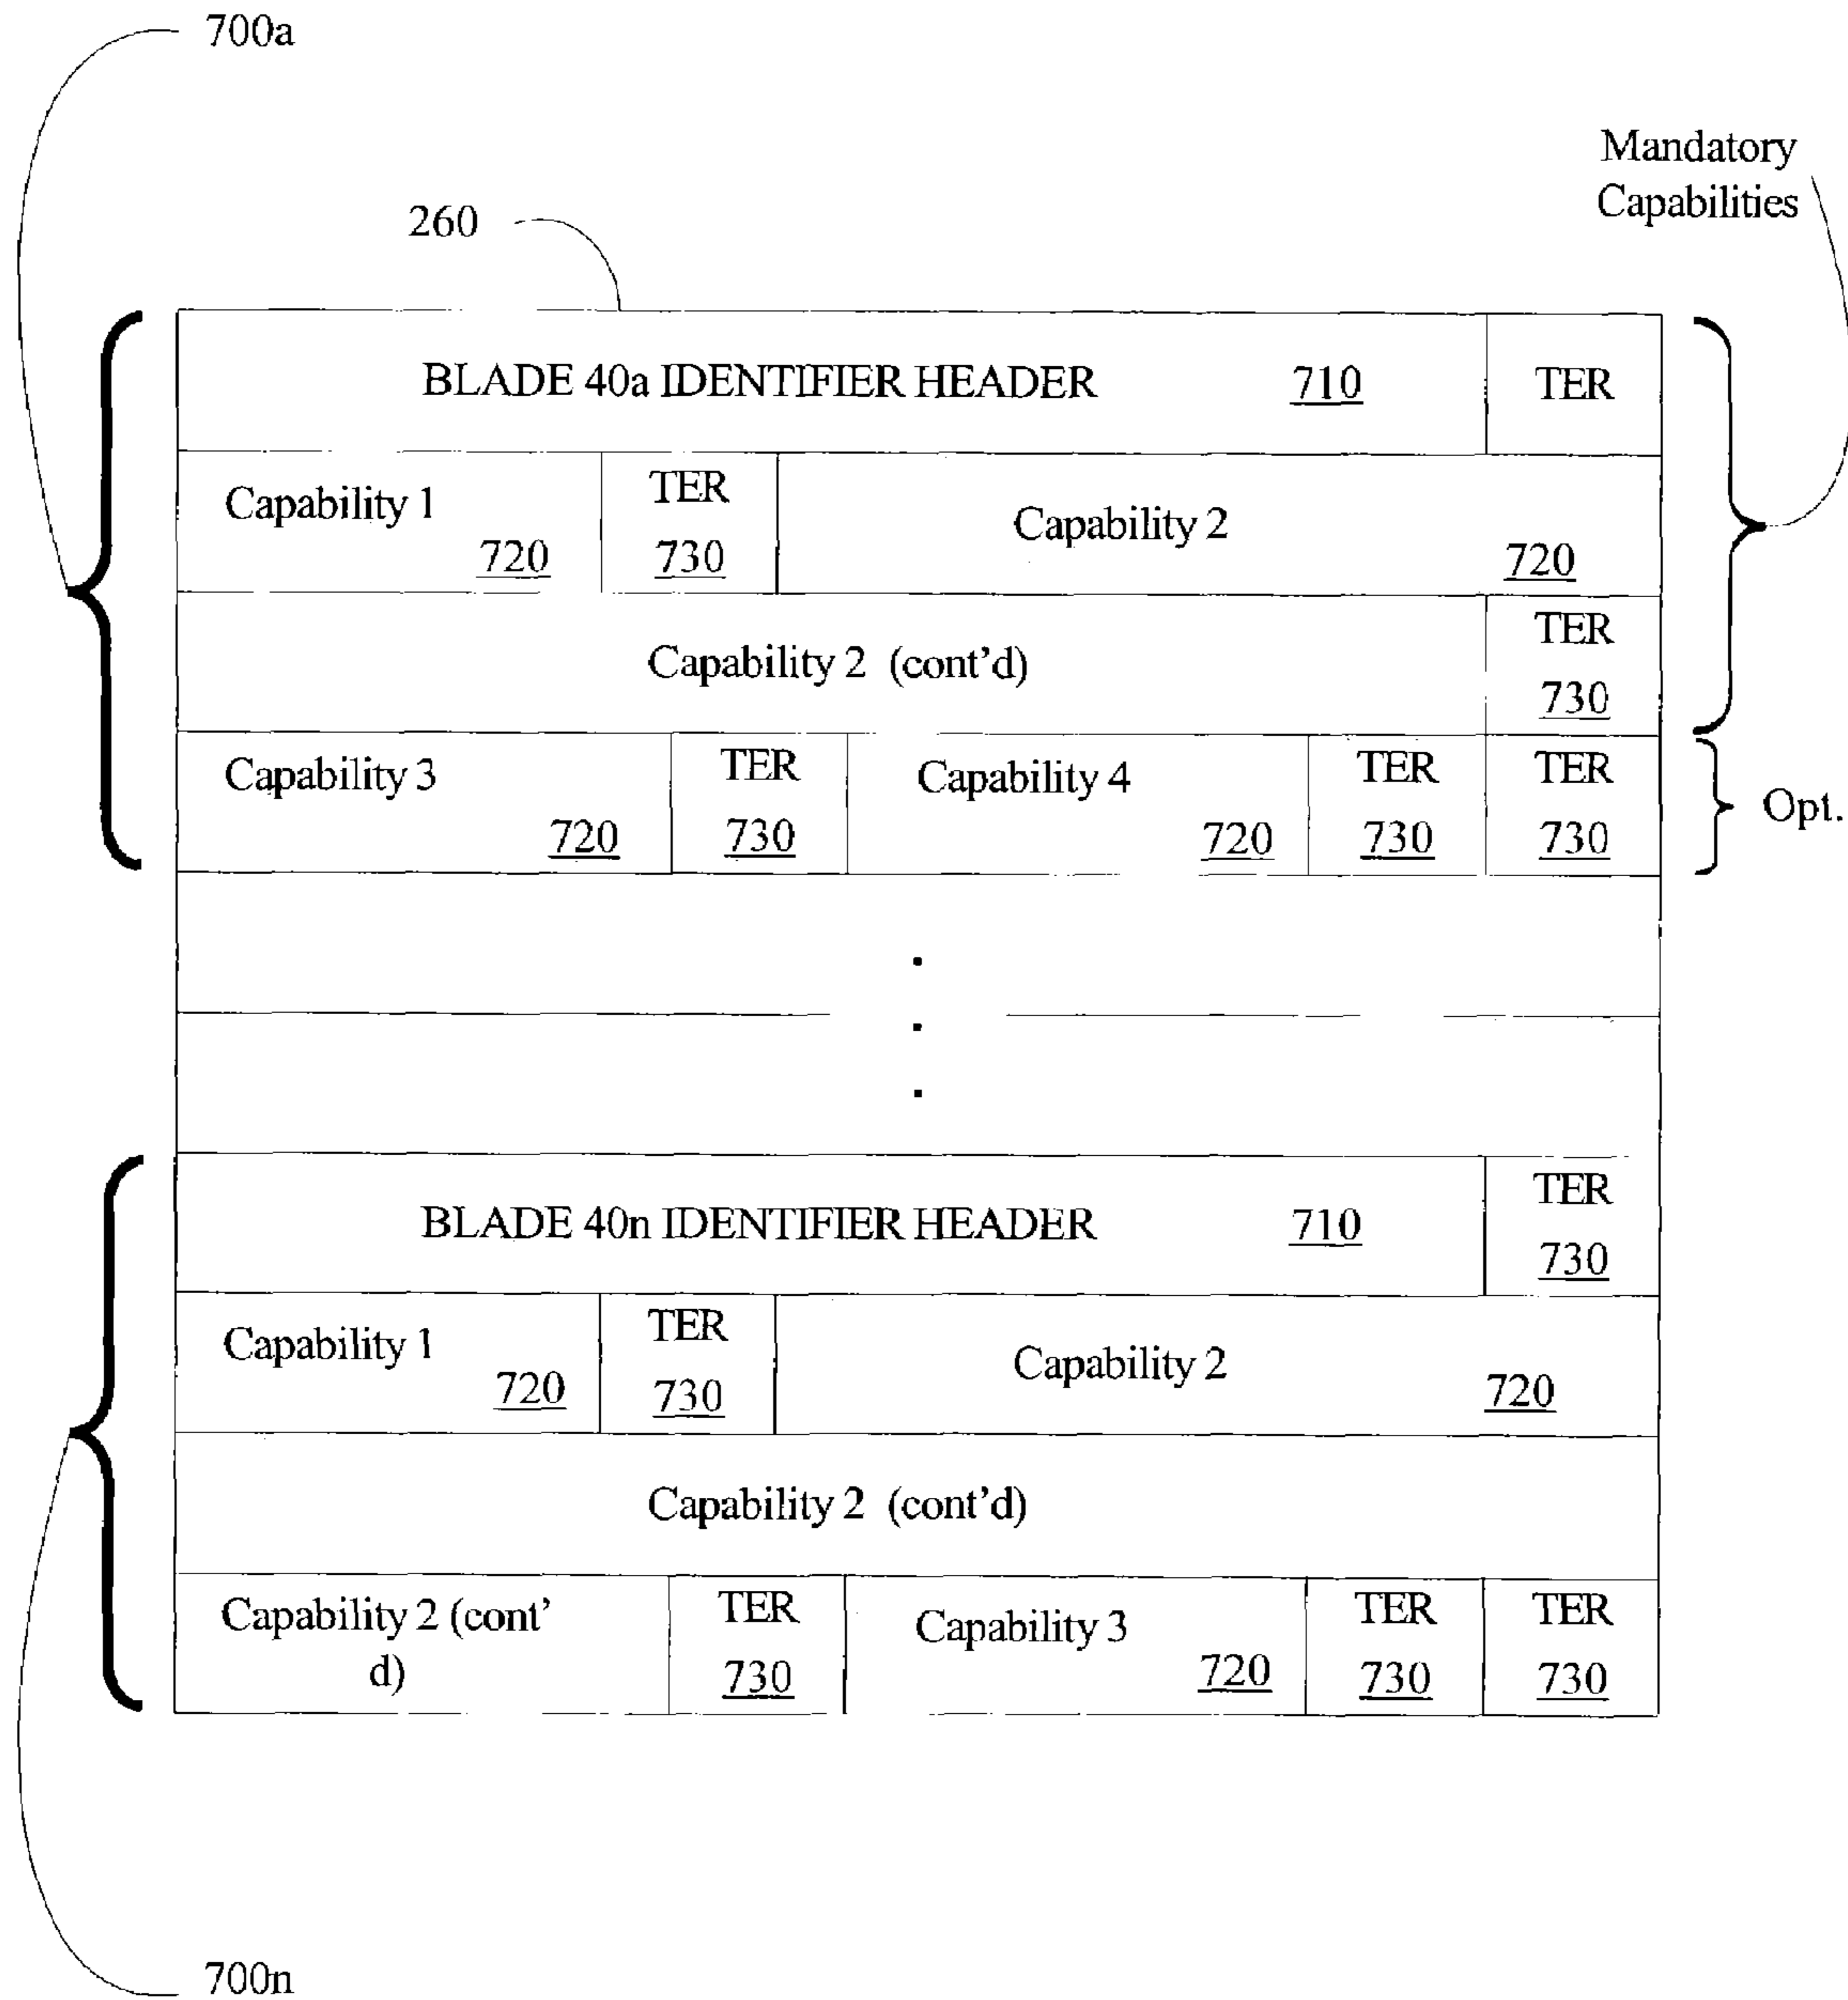 700a
Mandatory
Capabilities
260
BLADE 40a IDENTIFIER HEADER 710 TER
Capability 1 720 TER 730 Capability 2 720
Capability 2 (cont'd) TER 730
Capability 3 720 TER 730 Capability 4 720 TER 730 TER 730
Opt.
BLADE 40n IDENTIFIER HEADER 710 TER 730
Capability 1 720 TER 730 Capability 2 720
Capability 2 (cont'd)
Capability 2 (cont'
d) TER 730 Capability 3 720 TER 730 TER 730
700n